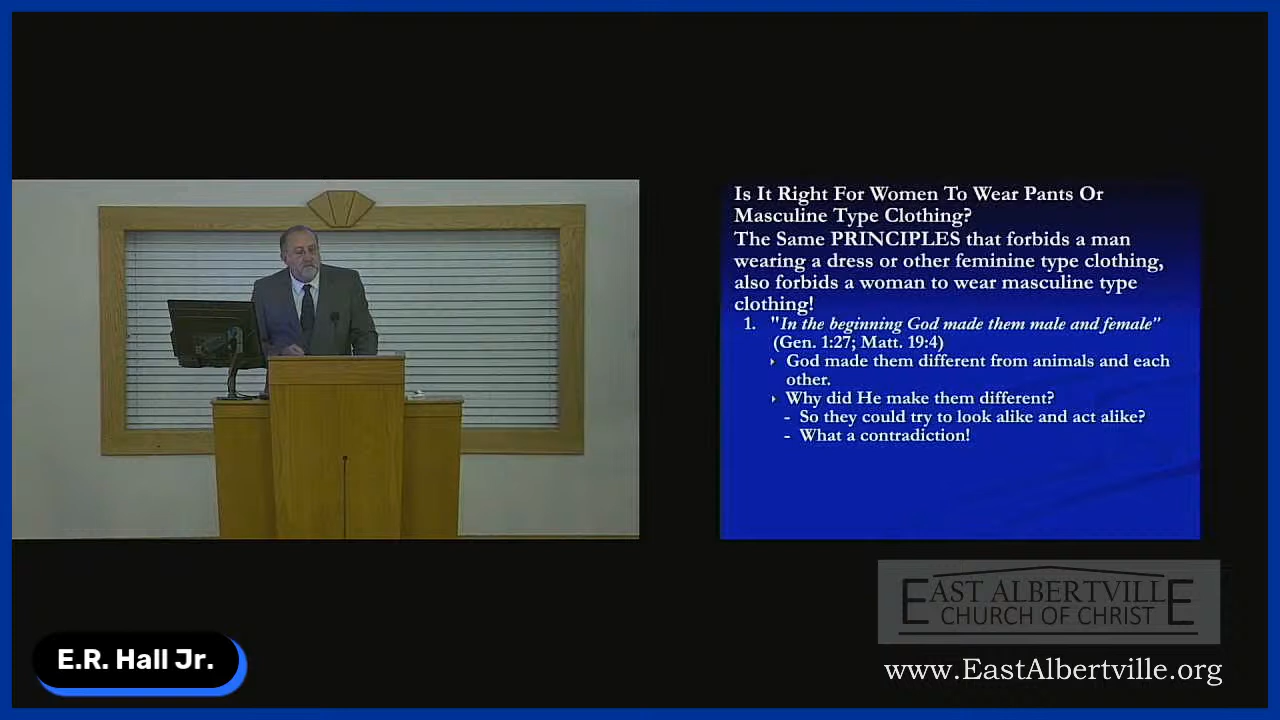 Is It Right For Women To Wear Pants Or
Masculine Type Clothing?
The Same PRINCIPLES that forbids a man
wearing a dress or other feminine type clothing,
also forbids a woman to wear masculine type
clothing!
1. "In the beginning God made them male and female"
(Gen. 1:27; Matt. 19:4)
‣ God made them different from animals and each
other.
‣ Why did He make them different?
- So they could try to look alike and act alike?
- What a contradiction!
EAST ALBERTVILLE
CHURCH OF CHRIST
E.R. Hall Jr.
www.EastAlbertville.org